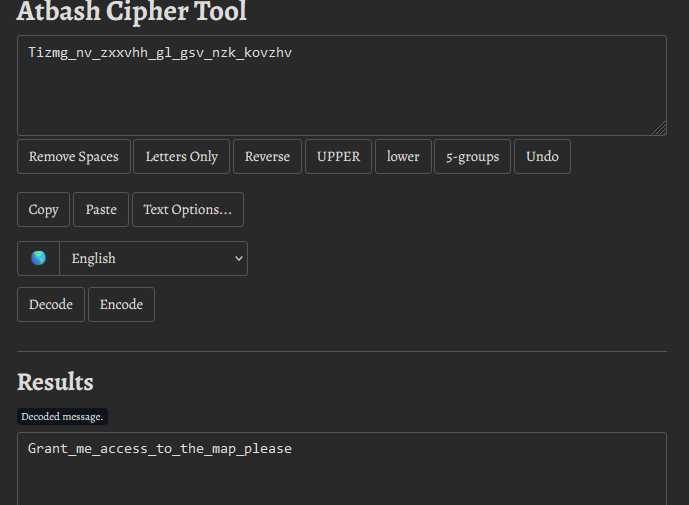 Atbash Cipher Tool
Tizmg_nv_zxxvhh_gl_gsv_nzk_kovzhv
Remove Spaces Letters Only Reverse UPPER lower 5-groups Undo
Copy Paste Text Options...
English
Decode Encode
Results
Decoded message.
Grant_me_access_to_the_map_please